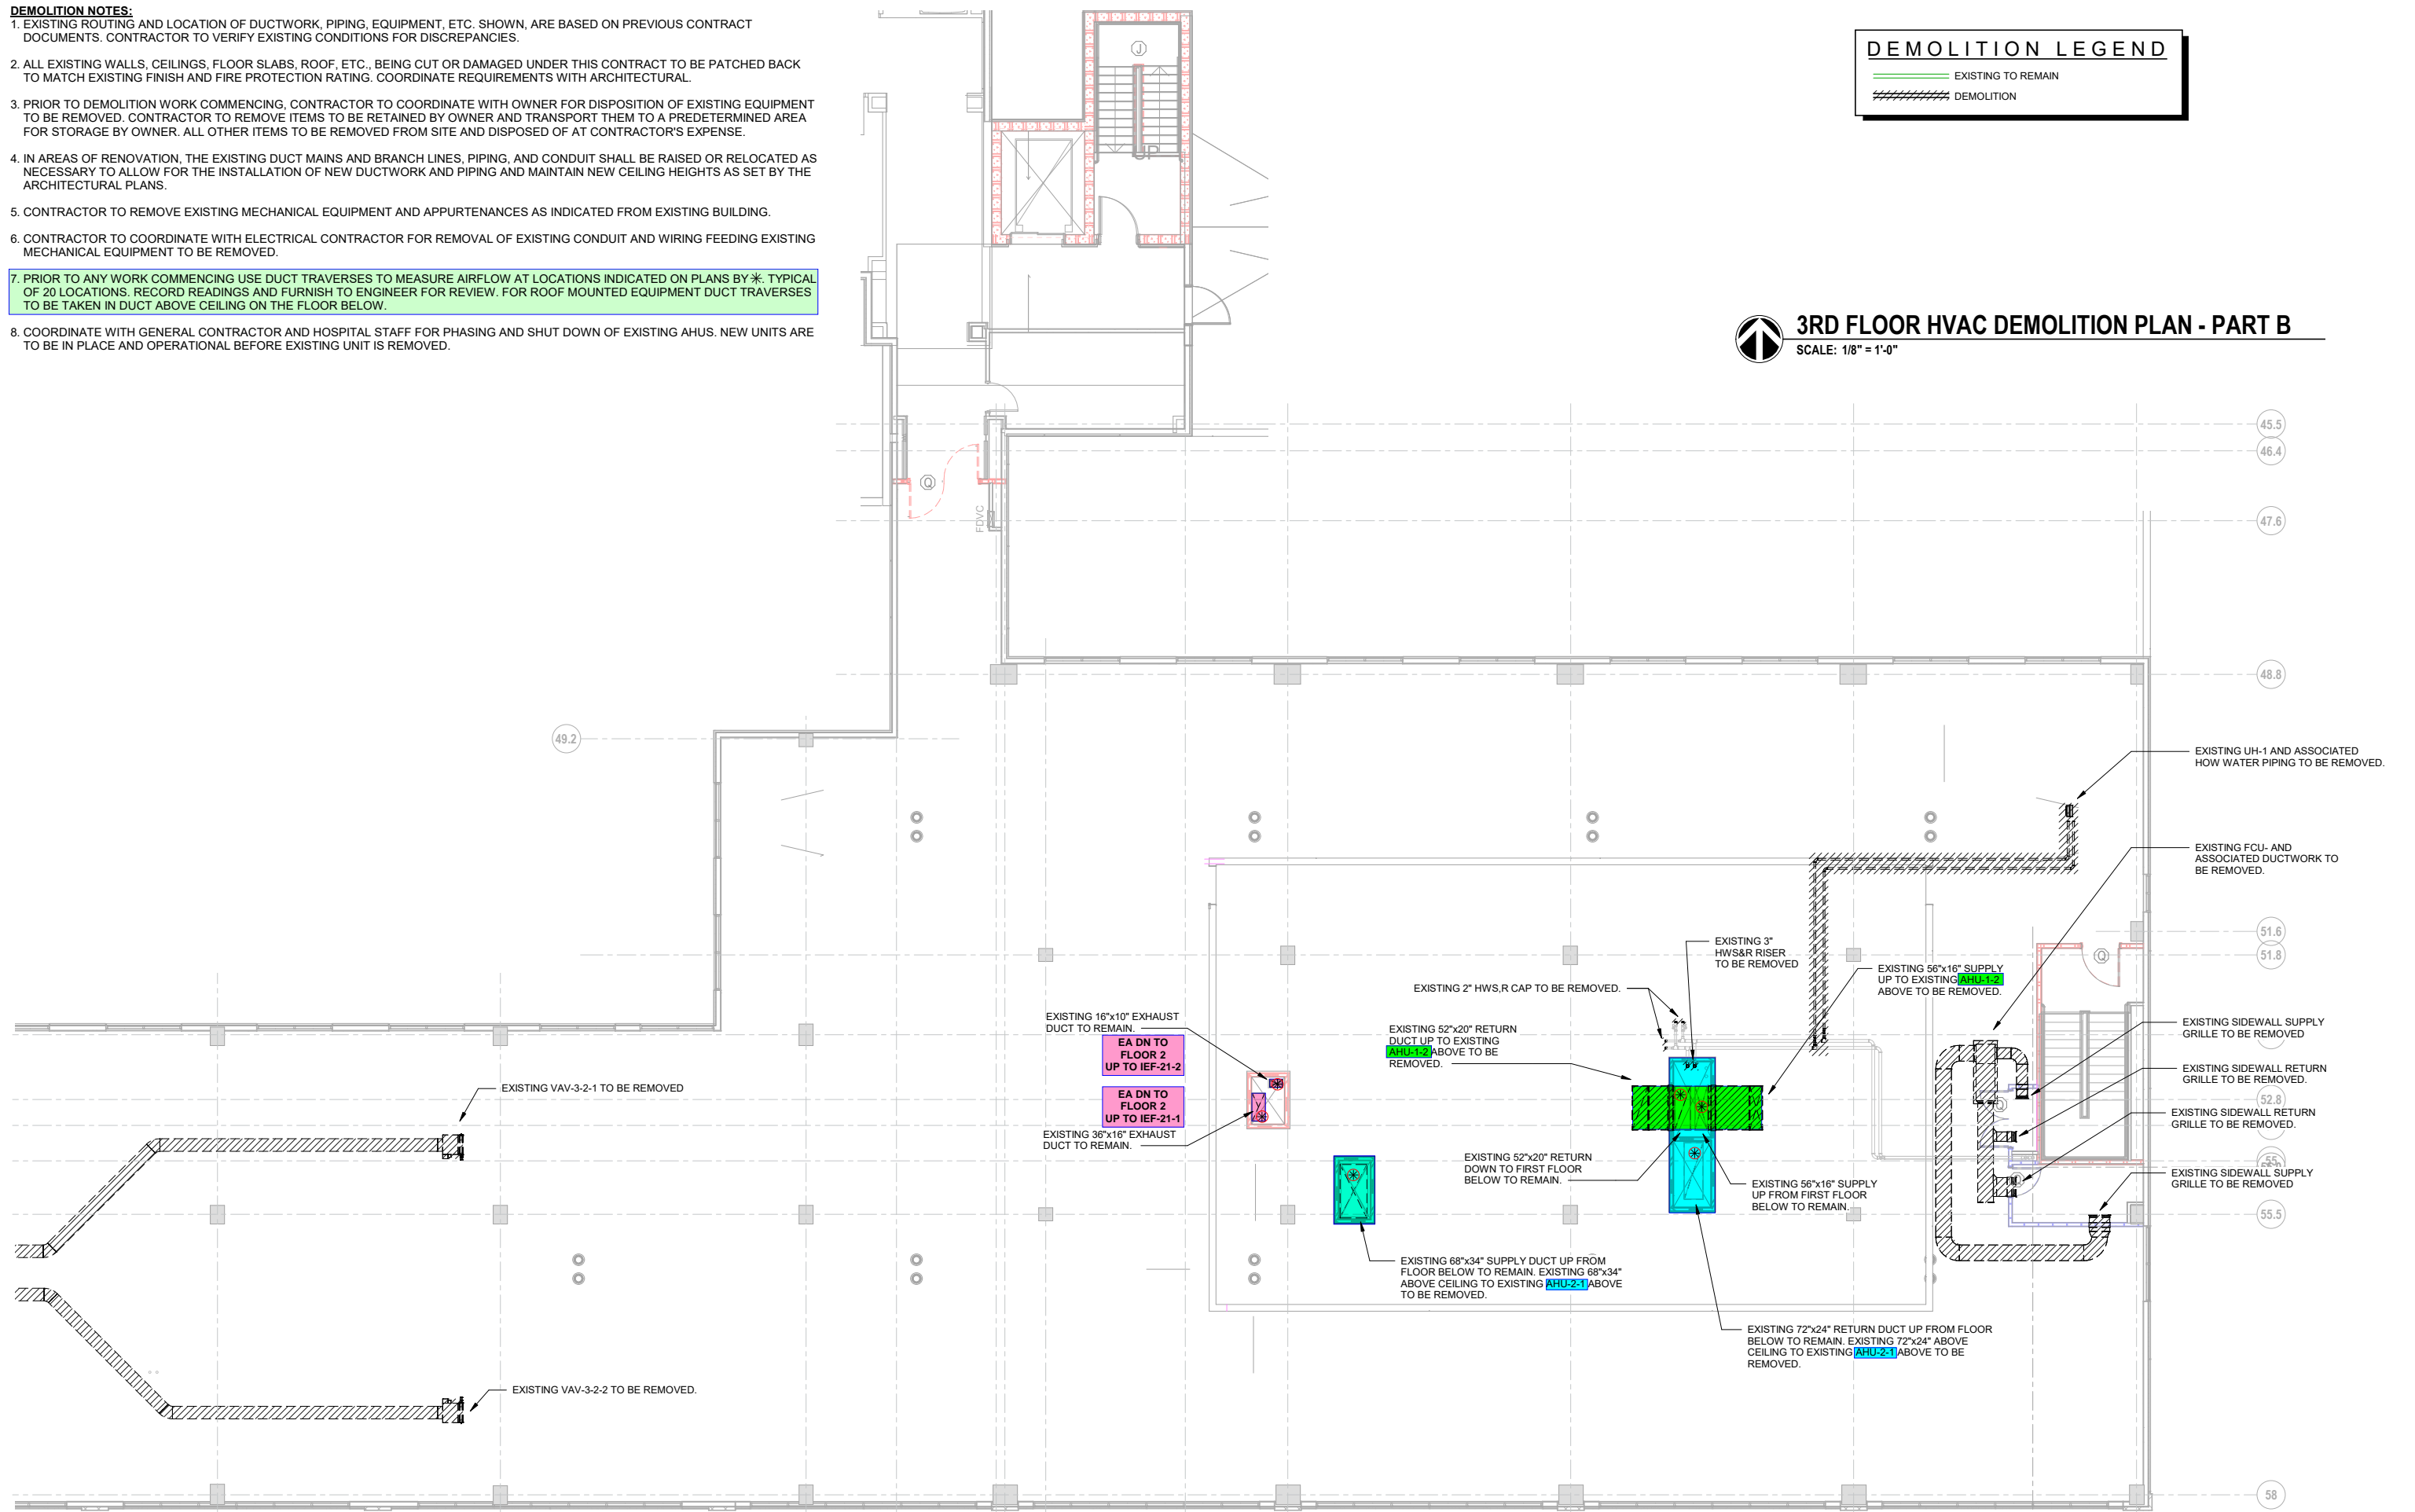 DEMOLITION NOTES:
1. EXISTING ROUTING AND LOCATION OF DUCTWORK, PIPING, EQUIPMENT, ETC. SHOWN, ARE BASED ON PREVIOUS CONTRACT
DOCUMENTS. CONTRACTOR TO VERIFY EXISTING CONDITIONS FOR DISCREPANCIES.
2. ALL EXISTING WALLS, CEILINGS, FLOOR SLABS, ROOF, ETC., BEING CUT OR DAMAGED UNDER THIS CONTRACT TO BE PATCHED BACK
TO MATCH EXISTING FINISH AND FIRE PROTECTION RATING. COORDINATE REQUIREMENTS WITH ARCHITECTURAL.
3. PRIOR TO DEMOLITION WORK COMMENCING, CONTRACTOR TO COORDINATE WITH OWNER FOR DISPOSITION OF EXISTING EQUIPMENT
TO BE REMOVED. CONTRACTOR TO REMOVE ITEMS TO BE RETAINED BY OWNER AND TRANSPORT THEM TO A PREDETERMINED AREA
FOR STORAGE BY OWNER. ALL OTHER ITEMS TO BE REMOVED FROM SITE AND DISPOSED OF AT CONTRACTOR'S EXPENSE.
4. IN AREAS OF RENOVATION, THE EXISTING DUCT MAINS AND BRANCH LINES, PIPING, AND CONDUIT SHALL BE RAISED OR RELOCATED AS
NECESSARY TO ALLOW FOR THE INSTALLATION OF NEW DUCTWORK AND PIPING AND MAINTAIN NEW CEILING HEIGHTS AS SET BY THE
ARCHITECTURAL PLANS.
5. CONTRACTOR TO REMOVE EXISTING MECHANICAL EQUIPMENT AND APPURTENANCES AS INDICATED FROM EXISTING BUILDING.
6. CONTRACTOR TO COORDINATE WITH ELECTRICAL CONTRACTOR FOR REMOVAL OF EXISTING CONDUIT AND WIRING FEEDING EXISTING
MECHANICAL EQUIPMENT TO BE REMOVED.
7. PRIOR TO ANY WORK COMMENCING USE DUCT TRAVERSES TO MEASURE AIRFLOW AT LOCATIONS INDICATED ON PLANS BY ✳. TYPICAL
OF 20 LOCATIONS. RECORD READINGS AND FURNISH TO ENGINEER FOR REVIEW. FOR ROOF MOUNTED EQUIPMENT DUCT TRAVERSES
TO BE TAKEN IN DUCT ABOVE CEILING ON THE FLOOR BELOW.
8. COORDINATE WITH GENERAL CONTRACTOR AND HOSPITAL STAFF FOR PHASING AND SHUT DOWN OF EXISTING AHUS. NEW UNITS ARE
TO BE IN PLACE AND OPERATIONAL BEFORE EXISTING UNIT IS REMOVED.
DEMOLITION LEGEND
EXISTING TO REMAIN
DEMOLITION
3RD FLOOR HVAC DEMOLITION PLAN - PART B
SCALE: 1/8" = 1'-0"
J
UP
Q
FDVC
45.5
46.4
47.6
48.8
49.2
EXISTING UH-1 AND ASSOCIATED
HOW WATER PIPING TO BE REMOVED.
EXISTING FCU- AND
ASSOCIATED DUCTWORK TO
BE REMOVED.
51.6
51.8
Q
EXISTING 3"
HWS&R RISER
TO BE REMOVED
EXISTING 56"x16" SUPPLY
UP TO EXISTING AHU-1-2
ABOVE TO BE REMOVED.
EXISTING 2" HWS,R CAP TO BE REMOVED.
EXISTING 16"x10" EXHAUST
DUCT TO REMAIN.
EA DN TO
FLOOR 2
UP TO IEF-21-2
EA DN TO
FLOOR 2
UP TO IEF-21-1
EXISTING 36"x16" EXHAUST
DUCT TO REMAIN.
EXISTING 52"x20" RETURN
DUCT UP TO EXISTING
AHU-1-2 ABOVE TO BE
REMOVED.
EXISTING SIDEWALL SUPPLY
GRILLE TO BE REMOVED
EXISTING SIDEWALL RETURN
GRILLE TO BE REMOVED.
52.8
EXISTING SIDEWALL RETURN
GRILLE TO BE REMOVED.
55
EXISTING SIDEWALL SUPPLY
GRILLE TO BE REMOVED
55.5
EXISTING VAV-3-2-1 TO BE REMOVED
EXISTING 52"x20" RETURN
DOWN TO FIRST FLOOR
BELOW TO REMAIN.
EXISTING 56"x16" SUPPLY
UP FROM FIRST FLOOR
BELOW TO REMAIN.
EXISTING 68"x34" SUPPLY DUCT UP FROM
FLOOR BELOW TO REMAIN. EXISTING 68"x34"
ABOVE CEILING TO EXISTING AHU-2-1 ABOVE
TO BE REMOVED.
EXISTING 72"x24" RETURN DUCT UP FROM FLOOR
BELOW TO REMAIN. EXISTING 72"x24" ABOVE
CEILING TO EXISTING AHU-2-1 ABOVE TO BE
REMOVED.
EXISTING VAV-3-2-2 TO BE REMOVED.
58